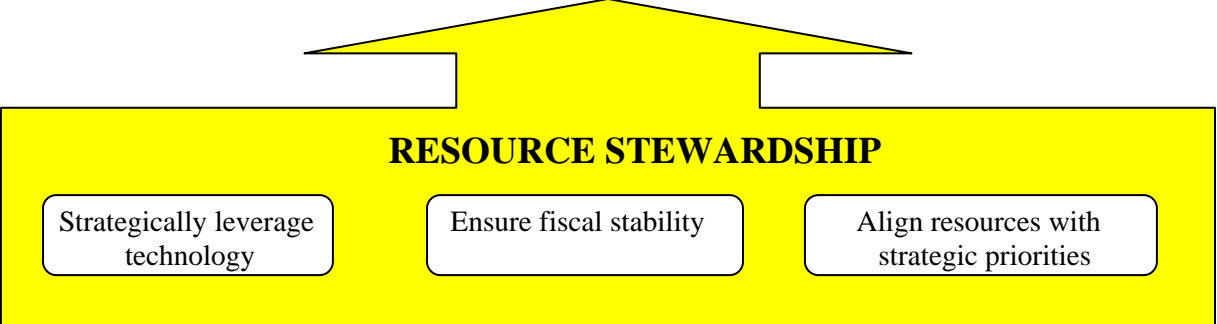 RESOURCE STEWARDSHIP
Strategically leverage
technology
Ensure fiscal stability
Align resources with
strategic priorities